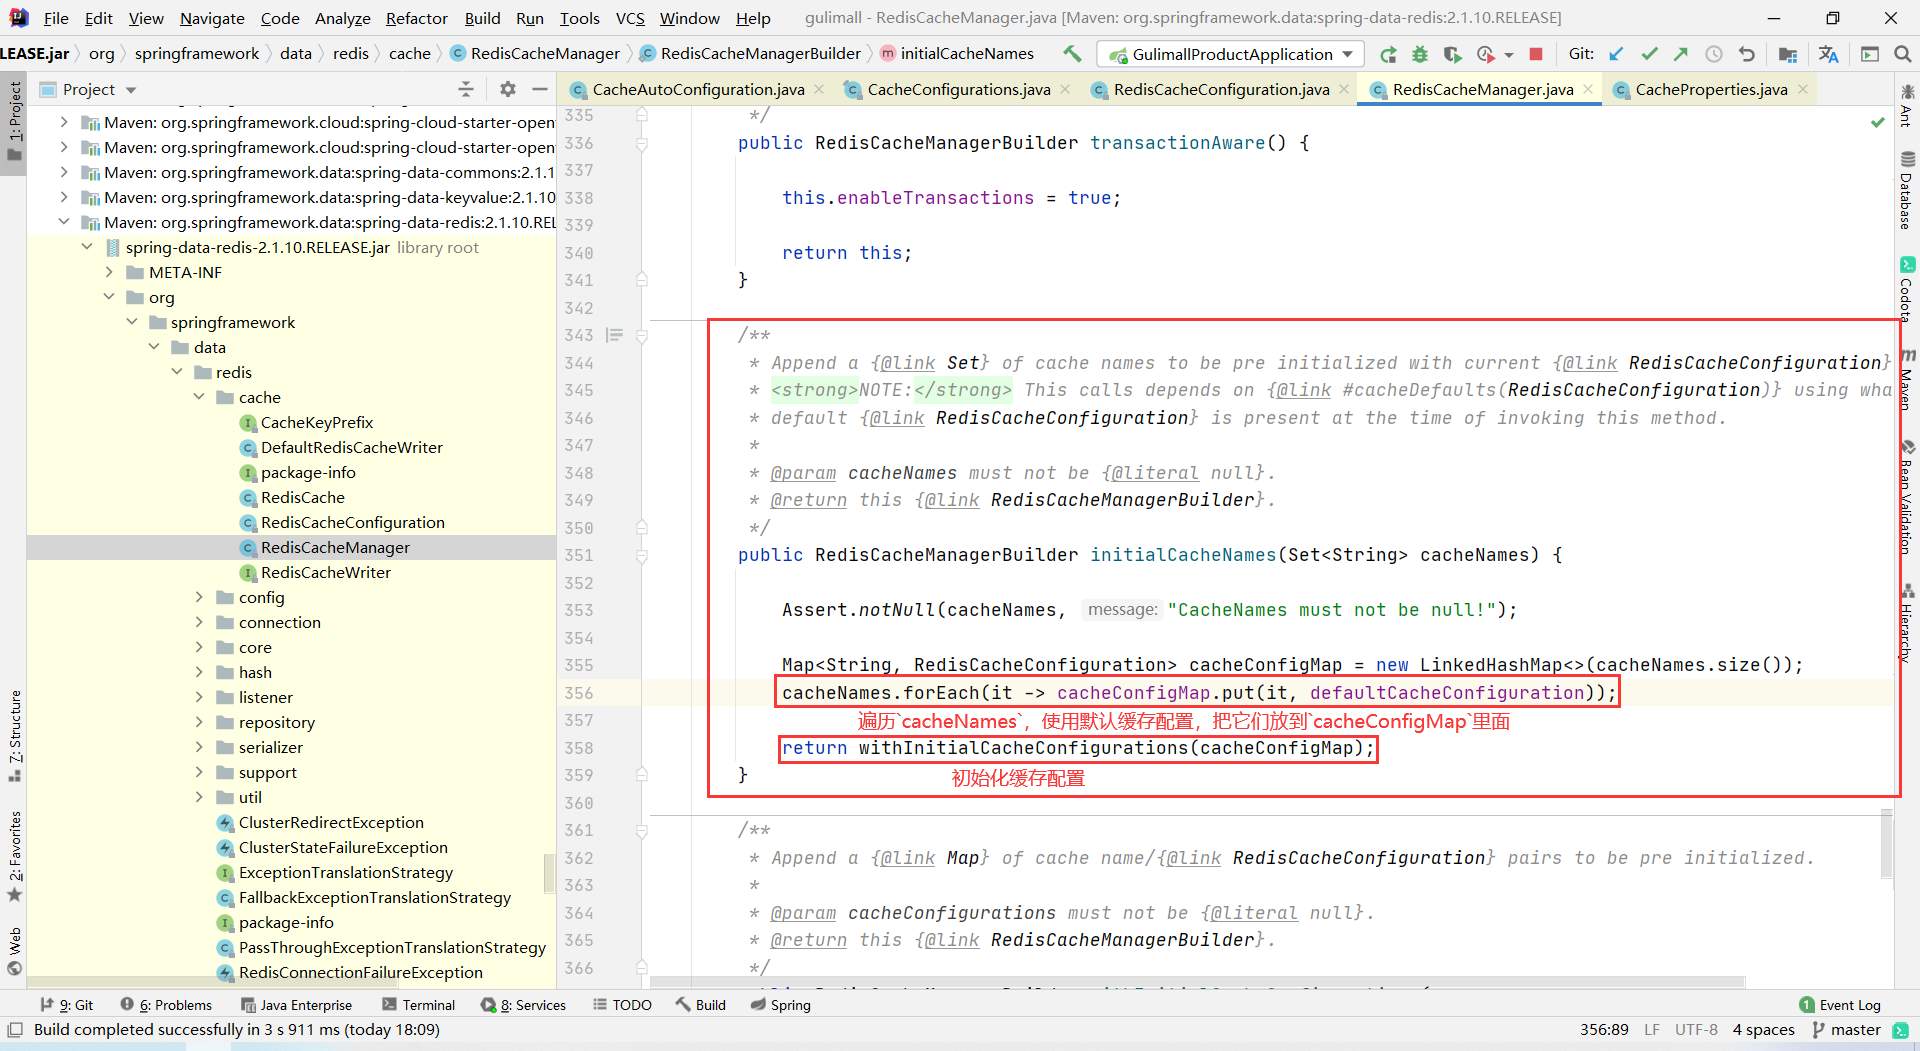 File Edit View Navigate Code Analyze Refactor Build Run Tools VCS Window Help gulimall - RedisCacheManager.java [Maven: org.springframework.data:spring-data-redis:2.1.10.RELEASE]
LEASE.jar org springframework data redis cache RedisCacheManager RedisCacheManagerBuilder initialCacheNames GulimallProductApplication Git:
Project
CacheAutoConfiguration.java CacheConfigurations.java RedisCacheConfiguration.java RedisCacheManager.java CacheProperties.java
1: Project
7: Structure
2: Favorites
Web
Maven: org.springframework.cloud:spring-cloud-starter-open
Maven: org.springframework.cloud:spring-cloud-starter-open
Maven: org.springframework.data:spring-data-commons:2.1.1
Maven: org.springframework.data:spring-data-keyvalue:2.1.10
Maven: org.springframework.data:spring-data-redis:2.1.10.REL
spring-data-redis-2.1.10.RELEASE.jar library root
META-INF
org
springframework
data
redis
cache
CacheKeyPrefix
DefaultRedisCacheWriter
package-info
RedisCache
RedisCacheConfiguration
RedisCacheManager
RedisCacheWriter
config
connection
core
hash
listener
repository
serializer
support
util
ClusterRedirectException
ClusterStateFailureException
ExceptionTranslationStrategy
FallbackExceptionTranslationStrategy
package-info
PassThroughExceptionTranslationStrategy
RedisConnectionFailureException
335 */
336 public RedisCacheManagerBuilder transactionAware() {
337
338 this.enableTransactions = true;
339
340 return this;
341 }
342
343 /**
344 * Append a {@link Set} of cache names to be pre initialized with current {@link RedisCacheConfiguration}
345 * <strong>NOTE:</strong> This calls depends on {@link #cacheDefaults(RedisCacheConfiguration)} using wha
346 * default {@link RedisCacheConfiguration} is present at the time of invoking this method.
347 *
348 * @param cacheNames must not be {@literal null}.
349 * @return this {@link RedisCacheManagerBuilder}.
350 */
351 public RedisCacheManagerBuilder initialCacheNames(Set<String> cacheNames) {
352
353 Assert.notNull(cacheNames, message: "CacheNames must not be null!");
354
355 Map<String, RedisCacheConfiguration> cacheConfigMap = new LinkedHashMap<>(cacheNames.size());
356 cacheNames.forEach(it -> cacheConfigMap.put(it, defaultCacheConfiguration));
357 遍历`cacheNames`，使用默认缓存配置，把它们放到`cacheConfigMap`里面
358 return withInitialCacheConfigurations(cacheConfigMap);
359 } 初始化缓存配置
360
361 /**
362 * Append a {@link Map} of cache name/{@link RedisCacheConfiguration} pairs to be pre initialized.
363 *
364 * @param cacheConfigurations must not be {@literal null}.
365 * @return this {@link RedisCacheManagerBuilder}.
366 */
Ant
Database
Codota
Maven
Bean Validation
Hierarchy
9: Git 6: Problems Java Enterprise Terminal 8: Services TODO Build Spring 1 Event Log
Build completed successfully in 3 s 911 ms (today 18:09) 356:89 LF UTF-8 4 spaces master